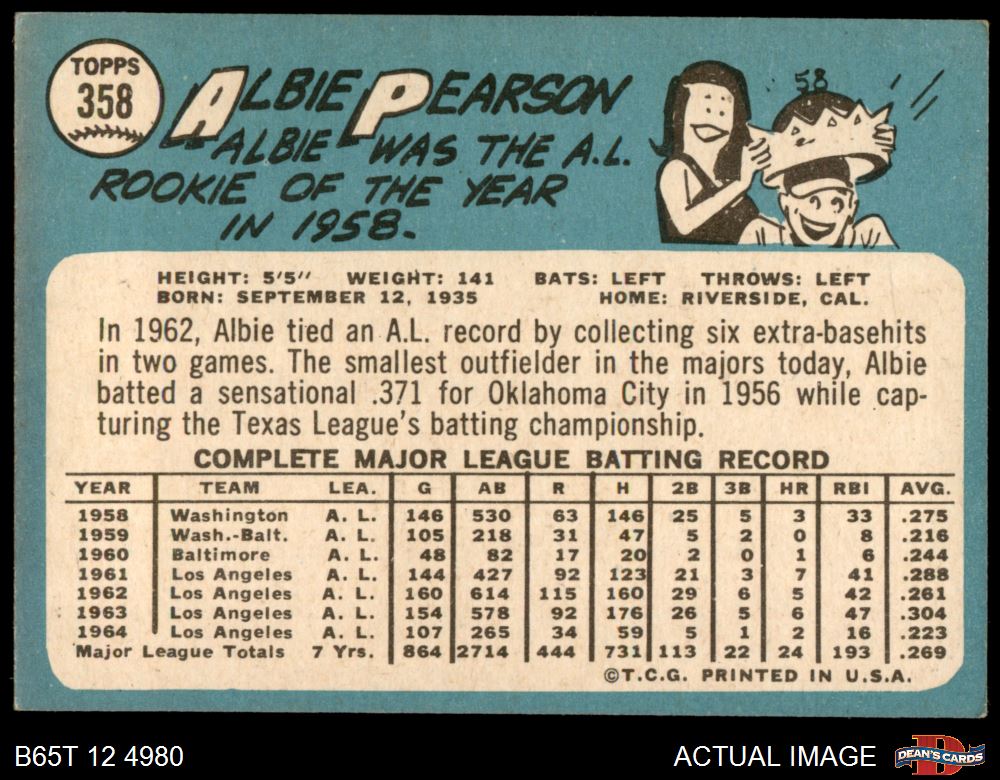 TOPPS
358
ALBIE PEARSON
ALBIE WAS THE A.L.
ROOKIE OF THE YEAR
IN 1958.
58
HEIGHT: 5'5" WEIGHT: 141 BATS: LEFT THROWS: LEFT
BORN: SEPTEMBER 12, 1935 HOME: RIVERSIDE, CAL.
In 1962, Albie tied an A.L. record by collecting six extra-basehits
in two games. The smallest outfielder in the majors today, Albie
batted a sensational .371 for Oklahoma City in 1956 while cap-
turing the Texas League's batting championship.
COMPLETE MAJOR LEAGUE BATTING RECORD
YEAR TEAM LEA. G AB R H 2B 3B HR RBI AVG.
1958 Washington A. L. 146 530 63 146 25 5 3 33 .275
1959 Wash.-Balt. A. L. 105 218 31 47 5 2 0 8 .216
1960 Baltimore A. L. 48 82 17 20 2 0 1 6 .244
1961 Los Angeles A. L. 144 427 92 123 21 3 7 41 .288
1962 Los Angeles A. L. 160 614 115 160 29 6 5 42 .261
1963 Los Angeles A. L. 154 578 92 176 26 5 6 47 .304
1964 Los Angeles A. L. 107 265 34 59 5 1 2 16 .223
Major League Totals 7 Yrs. 864 2714 444 731 113 22 24 193 .269
©T.C.G. PRINTED IN U.S.A.
B65T 12 4980 ACTUAL IMAGE DEAN'S CARDS